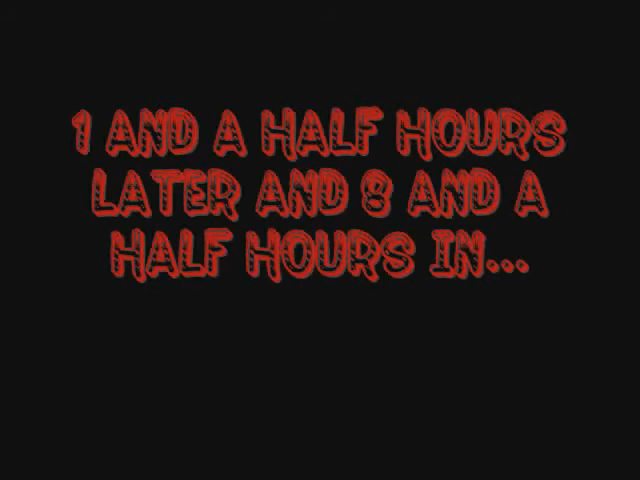 1 AND A HALF HOURS
LATER AND 8 AND A
HALF HOURS IN...